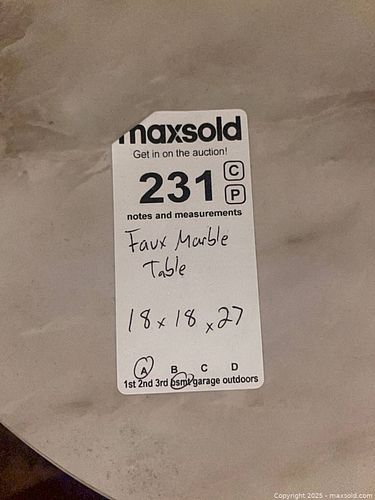 maxsold
Get in on the auction!
231 C
P
notes and measurements
Faux Marble
Table
18 x 18 x 27
A B C D
1st 2nd 3rd bsmt garage outdoors
Copyright 2025 - maxsold.com